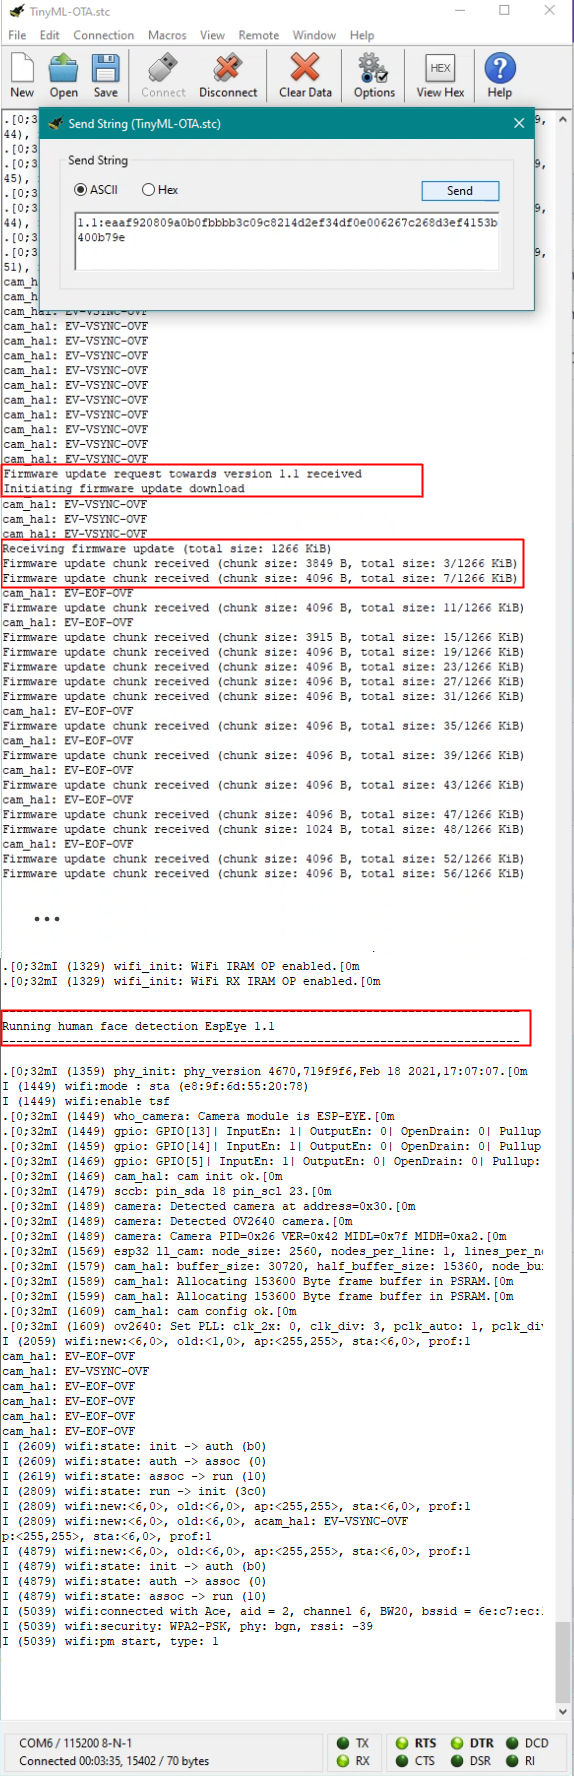 TinyML-OTA.stc
File Edit Connection Macros View Remote Window Help
New Open Save Connect Disconnect Clear Data Options View Hex Help
HEX
.[0;3 9,
44),
.[0;3 9,
.[0;3 9,
45),
.[0;3 9,
44),
.[0;3 9,
.[0;3 9,
51),
cam_h
cam_h
Send String (TinyML-OTA.stc)
Send String
ASCII Hex Send
1.1:eaaf920809a0b0fbbbb3c09c8214d2ef34df0e006267c268d3ef4153b
400b79e
cam_hal: EV-VSYNC-OVF
cam_hal: EV-VSYNC-OVF
cam_hal: EV-VSYNC-OVF
cam_hal: EV-VSYNC-OVF
cam_hal: EV-VSYNC-OVF
cam_hal: EV-VSYNC-OVF
cam_hal: EV-VSYNC-OVF
cam_hal: EV-VSYNC-OVF
cam_hal: EV-VSYNC-OVF
cam_hal: EV-VSYNC-OVF
cam_hal: EV-VSYNC-OVF
Firmware update request towards version 1.1 received
Initiating firmware update download
cam_hal: EV-VSYNC-OVF
cam_hal: EV-VSYNC-OVF
cam_hal: EV-VSYNC-OVF
Receiving firmware update (total size: 1266 KiB)
Firmware update chunk received (chunk size: 3849 B, total size: 3/1266 KiB)
Firmware update chunk received (chunk size: 4096 B, total size: 7/1266 KiB)
cam_hal: EV-EOF-OVF
Firmware update chunk received (chunk size: 4096 B, total size: 11/1266 KiB)
cam_hal: EV-EOF-OVF
Firmware update chunk received (chunk size: 3915 B, total size: 15/1266 KiB)
Firmware update chunk received (chunk size: 4096 B, total size: 19/1266 KiB)
Firmware update chunk received (chunk size: 4096 B, total size: 23/1266 KiB)
Firmware update chunk received (chunk size: 4096 B, total size: 27/1266 KiB)
Firmware update chunk received (chunk size: 4096 B, total size: 31/1266 KiB)
cam_hal: EV-EOF-OVF
Firmware update chunk received (chunk size: 4096 B, total size: 35/1266 KiB)
cam_hal: EV-EOF-OVF
Firmware update chunk received (chunk size: 4096 B, total size: 39/1266 KiB)
cam_hal: EV-EOF-OVF
Firmware update chunk received (chunk size: 4096 B, total size: 43/1266 KiB)
cam_hal: EV-EOF-OVF
Firmware update chunk received (chunk size: 4096 B, total size: 47/1266 KiB)
Firmware update chunk received (chunk size: 1024 B, total size: 48/1266 KiB)
cam_hal: EV-EOF-OVF
Firmware update chunk received (chunk size: 4096 B, total size: 52/1266 KiB)
Firmware update chunk received (chunk size: 4096 B, total size: 56/1266 KiB)
...
.[0;32mI (1329) wifi_init: WiFi IRAM OP enabled.[0m
.[0;32mI (1329) wifi_init: WiFi RX IRAM OP enabled.[0m
--------------------------------------------------------------------------
Running human face detection EspEye 1.1
--------------------------------------------------------------------------
.[0;32mI (1359) phy_init: phy_version 4670,719f9f6,Feb 18 2021,17:07:07.[0m
I (1449) wifi:mode : sta (e8:9f:6d:55:20:78)
I (1449) wifi:enable tsf
.[0;32mI (1449) who_camera: Camera module is ESP-EYE.[0m
.[0;32mI (1449) gpio: GPIO[13]| InputEn: 1| OutputEn: 0| OpenDrain: 0| Pullup
.[0;32mI (1459) gpio: GPIO[14]| InputEn: 1| OutputEn: 0| OpenDrain: 0| Pullup
.[0;32mI (1469) gpio: GPIO[5]| InputEn: 1| OutputEn: 0| OpenDrain: 0| Pullup:
.[0;32mI (1469) cam_hal: cam init ok.[0m
.[0;32mI (1479) sccb: pin_sda 18 pin_scl 23.[0m
.[0;32mI (1489) camera: Detected camera at address=0x30.[0m
.[0;32mI (1489) camera: Detected OV2640 camera.[0m
.[0;32mI (1489) camera: Camera PID=0x26 VER=0x42 MIDL=0x7f MIDH=0xa2.[0m
.[0;32mI (1569) esp32 ll_cam: node_size: 2560, nodes_per_line: 1, lines_per_no
.[0;32mI (1579) cam_hal: buffer_size: 30720, half_buffer_size: 15360, node_bu
.[0;32mI (1589) cam_hal: Allocating 153600 Byte frame buffer in PSRAM.[0m
.[0;32mI (1599) cam_hal: Allocating 153600 Byte frame buffer in PSRAM.[0m
.[0;32mI (1609) cam_hal: cam config ok.[0m
.[0;32mI (1609) ov2640: Set PLL: clk_2x: 0, clk_div: 3, pclk_auto: 1, pclk_div
I (2059) wifi:new:<6,0>, old:<1,0>, ap:<255,255>, sta:<6,0>, prof:1
cam_hal: EV-EOF-OVF
cam_hal: EV-VSYNC-OVF
cam_hal: EV-EOF-OVF
cam_hal: EV-EOF-OVF
cam_hal: EV-EOF-OVF
cam_hal: EV-EOF-OVF
I (2609) wifi:state: init -> auth (b0)
I (2609) wifi:state: auth -> assoc (0)
I (2619) wifi:state: assoc -> run (10)
I (2809) wifi:state: run -> init (3c0)
I (2809) wifi:new:<6,0>, old:<6,0>, ap:<255,255>, sta:<6,0>, prof:1
I (2809) wifi:new:<6,0>, old:<6,0>, acam_hal: EV-VSYNC-OVF
p:<255,255>, sta:<6,0>, prof:1
I (4879) wifi:new:<6,0>, old:<6,0>, ap:<255,255>, sta:<6,0>, prof:1
I (4879) wifi:state: init -> auth (b0)
I (4879) wifi:state: auth -> assoc (0)
I (4879) wifi:state: assoc -> run (10)
I (5039) wifi:connected with Ace, aid = 2, channel 6, BW20, bssid = 6e:c7:ec:
I (5039) wifi:security: WPA2-PSK, phy: bgn, rssi: -39
I (5039) wifi:pm start, type: 1
COM6 / 115200 8-N-1
Connected 00:03:35, 15402 / 70 bytes
TX RTS DTR DCD
RX CTS DSR RI